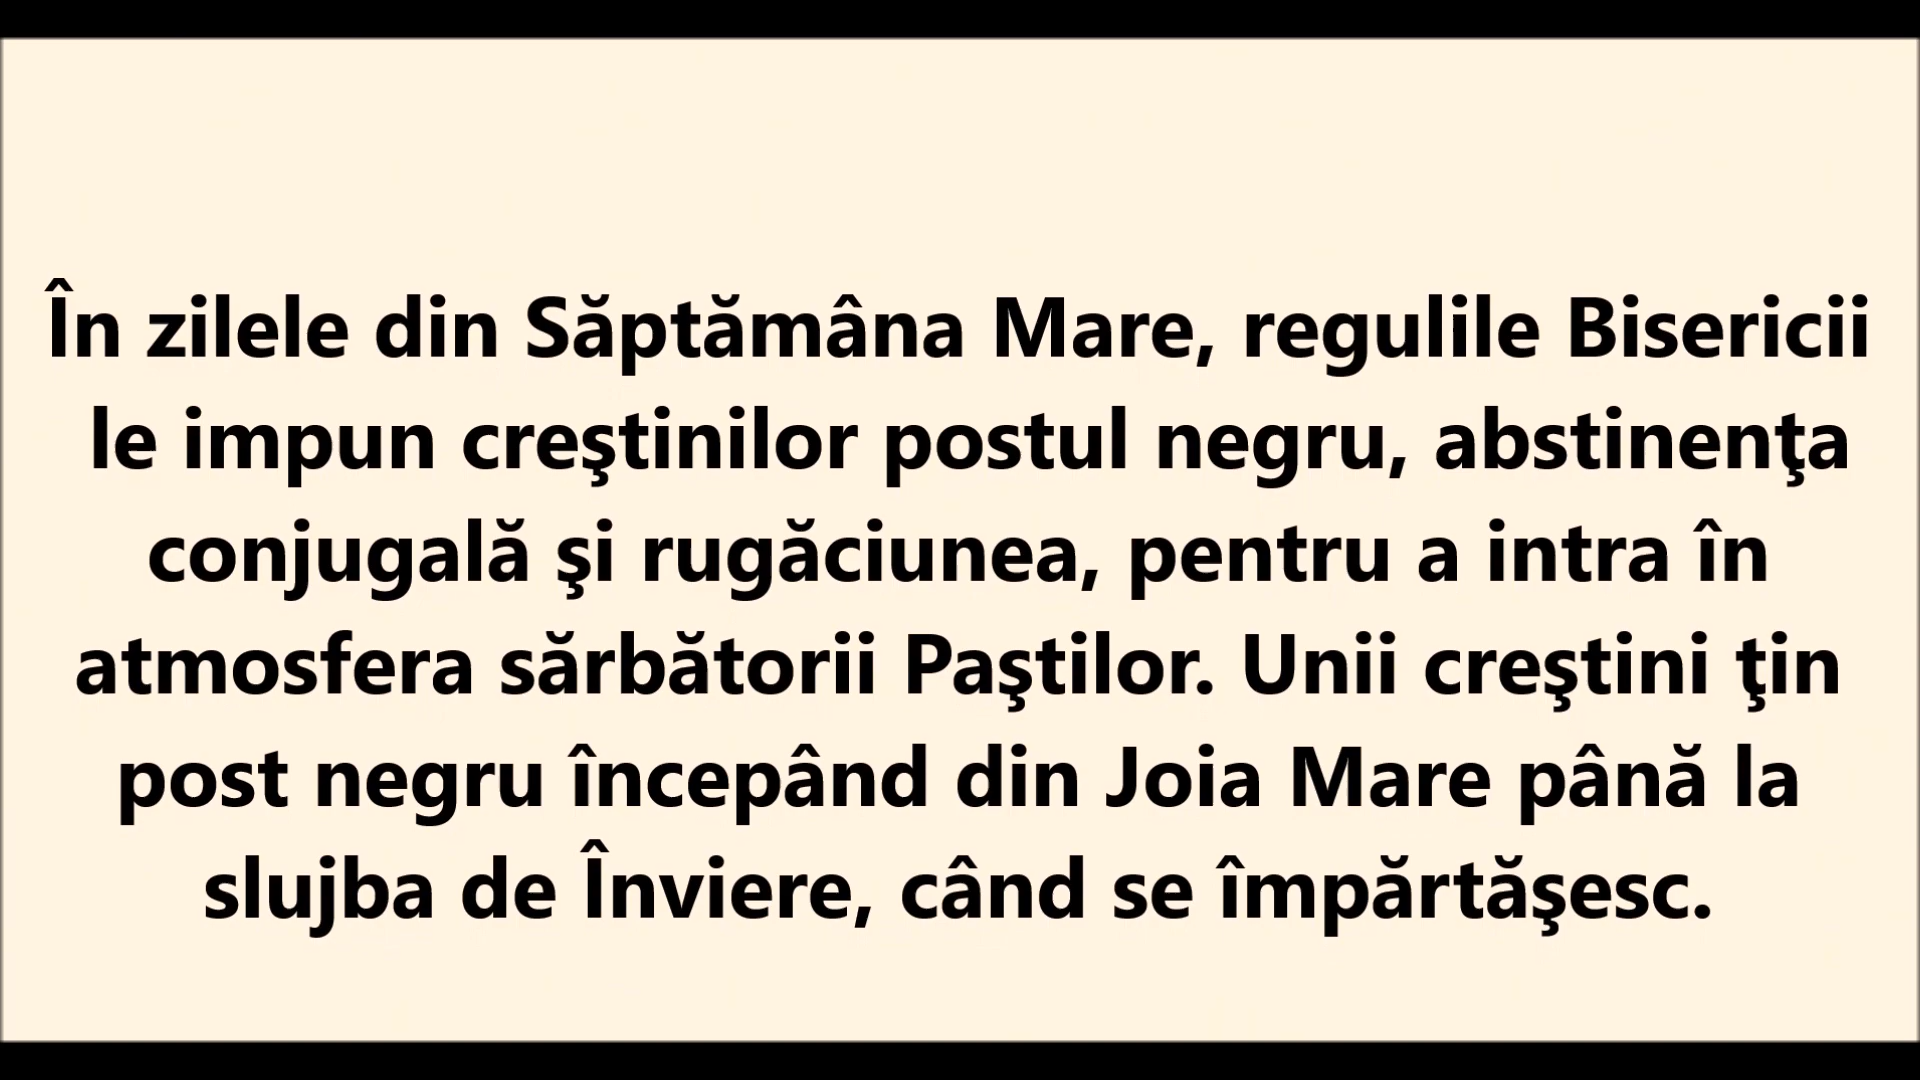 În zilele din Săptămâna Mare, regulile Bisericii
le impun creştinilor postul negru, abstinenţa
conjugală şi rugăciunea, pentru a intra în
atmosfera sărbătorii Paştilor. Unii creştini ţin
post negru începând din Joia Mare până la
slujba de Înviere, când se împărtăşesc.